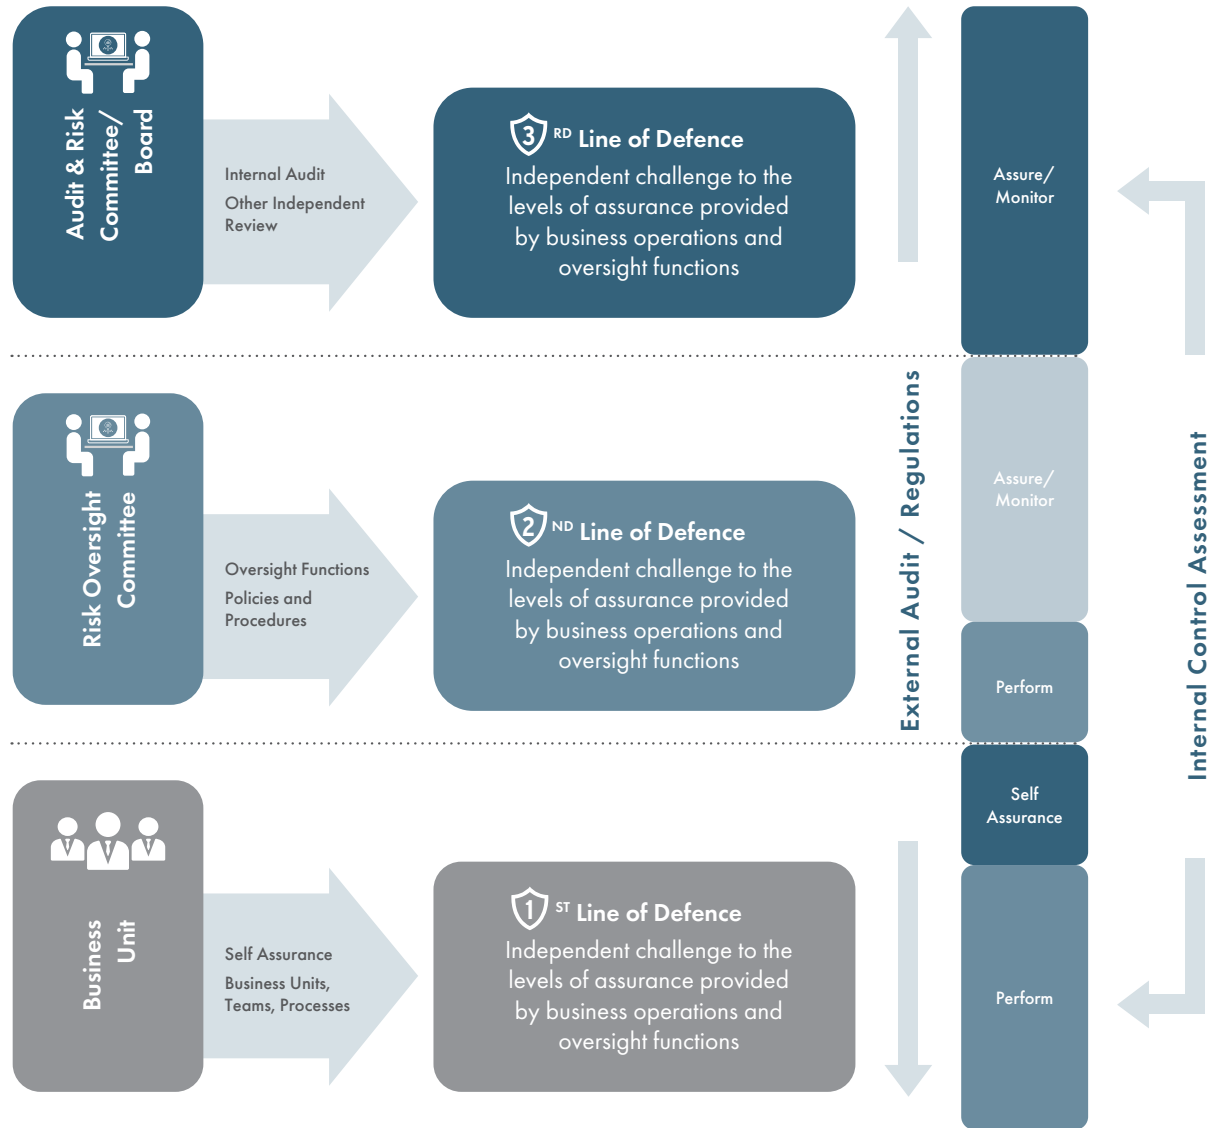 Audit & Risk
Committee/
Board
Internal Audit
Other Independent
Review
3 RD Line of Defence
Independent challenge to the
levels of assurance provided
by business operations and
oversight functions
Assure/
Monitor
Risk Oversight
Committee
Oversight Functions
Policies and
Procedures
2 ND Line of Defence
Independent challenge to the
levels of assurance provided
by business operations and
oversight functions
External Audit / Regulations
Assure/
Monitor
Perform
Internal Control Assessment
Business
Unit
Self Assurance
Business Units,
Teams, Processes
1 ST Line of Defence
Independent challenge to the
levels of assurance provided
by business operations and
oversight functions
Self
Assurance
Perform